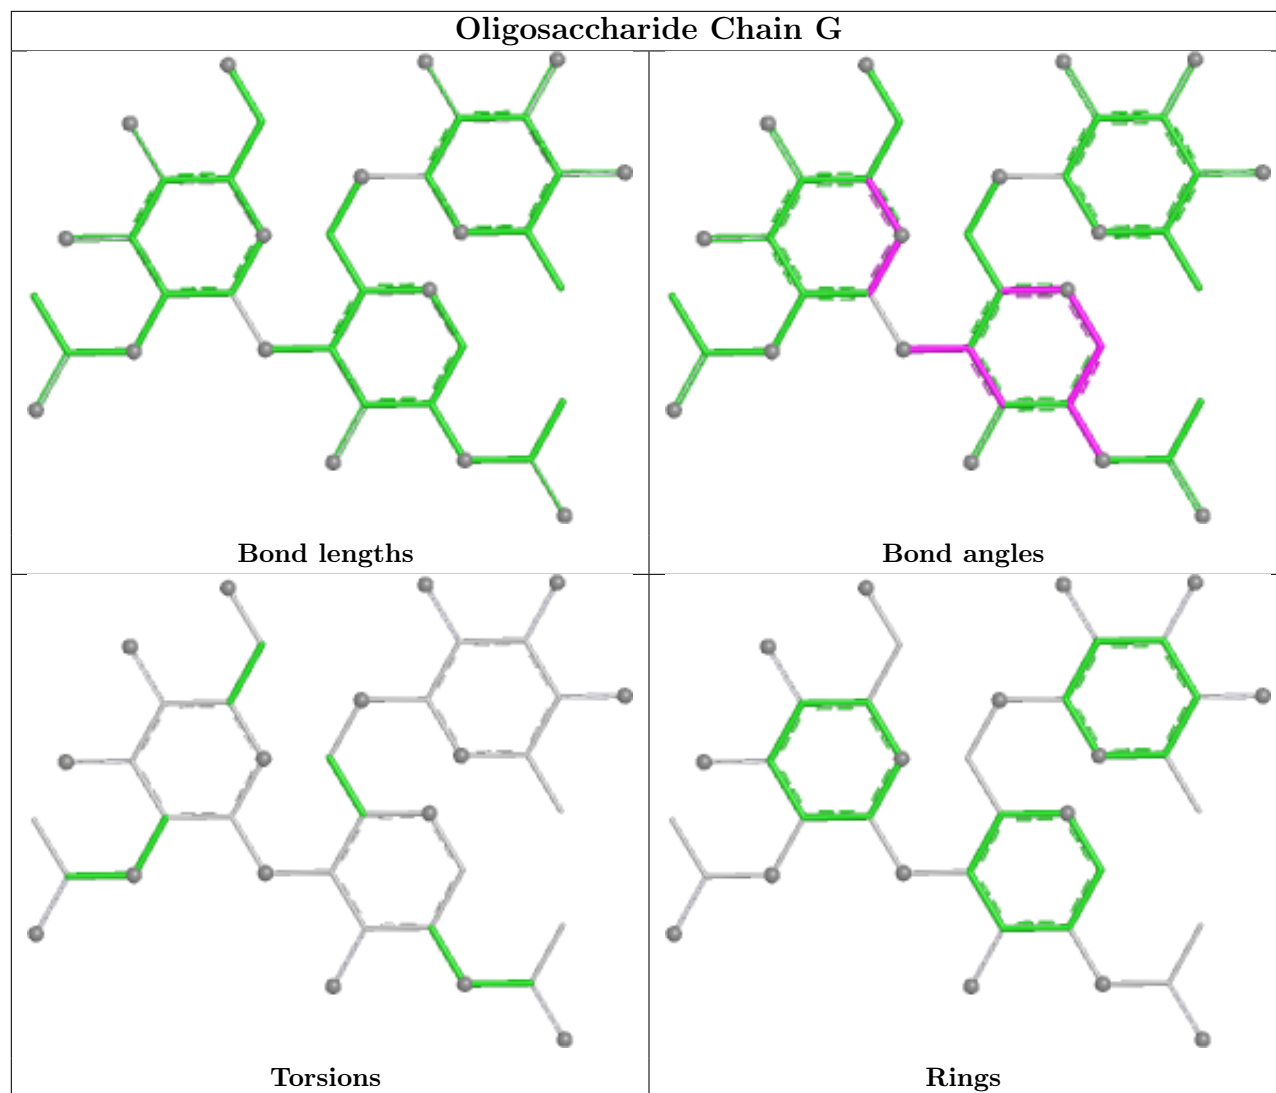 Oligosaccharide Chain G
Bond lengths
Bond angles
Torsions
Rings